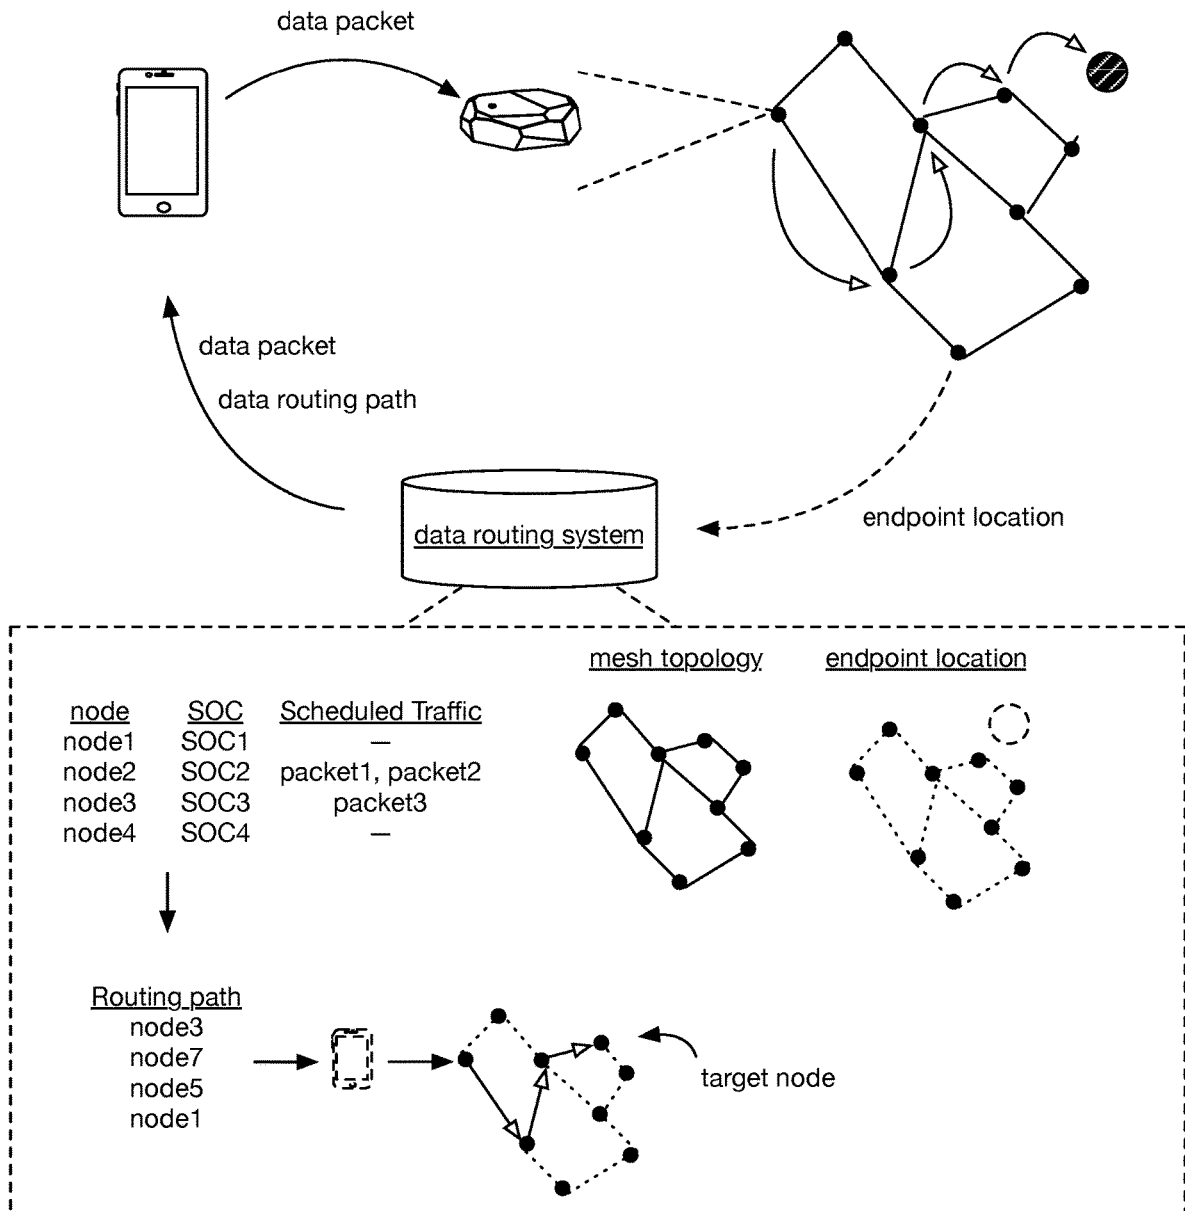 data packet
data packet
data routing path
endpoint location
data routing system
mesh topology endpoint location
node SOC Scheduled Traffic
node1 SOC1 —
node2 SOC2 packet1, packet2
node3 SOC3 packet3
node4 SOC4 —
Routing path
node3
node7
node5
node1
target node